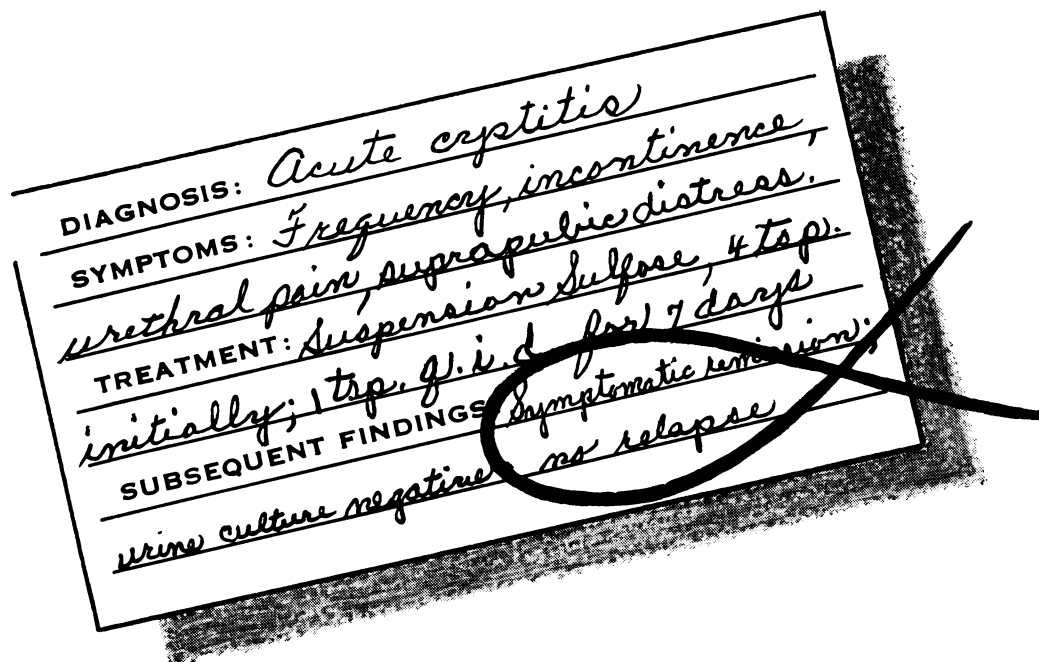 DIAGNOSIS: Acute cystitis
SYMPTOMS: Frequency, incontinence,
urethral pain, suprapubic distress.
TREATMENT: Suspension Sulfose, 4 tsp.
initially; 1 tsp. q.i.d. for 7 days
SUBSEQUENT FINDINGS: Symptomatic remission;
urine culture negative no relapse